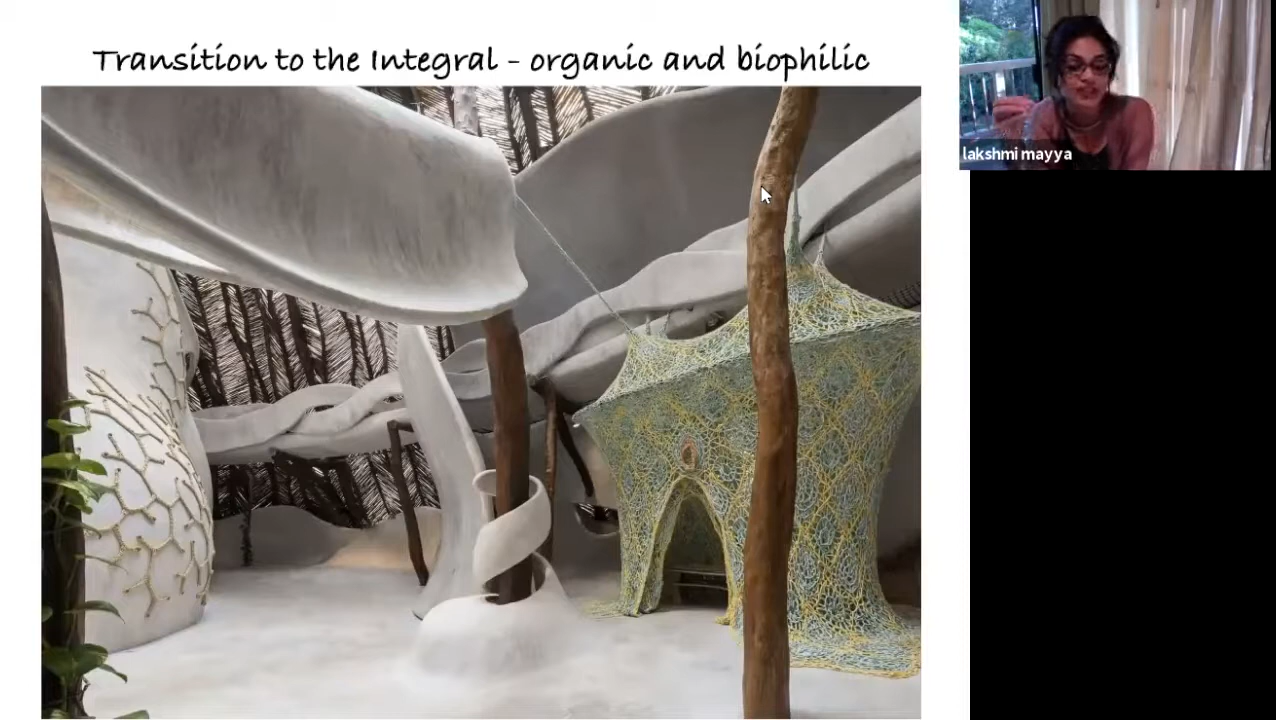 Transition to the Integral - organic and biophilic
lakshmi mayya